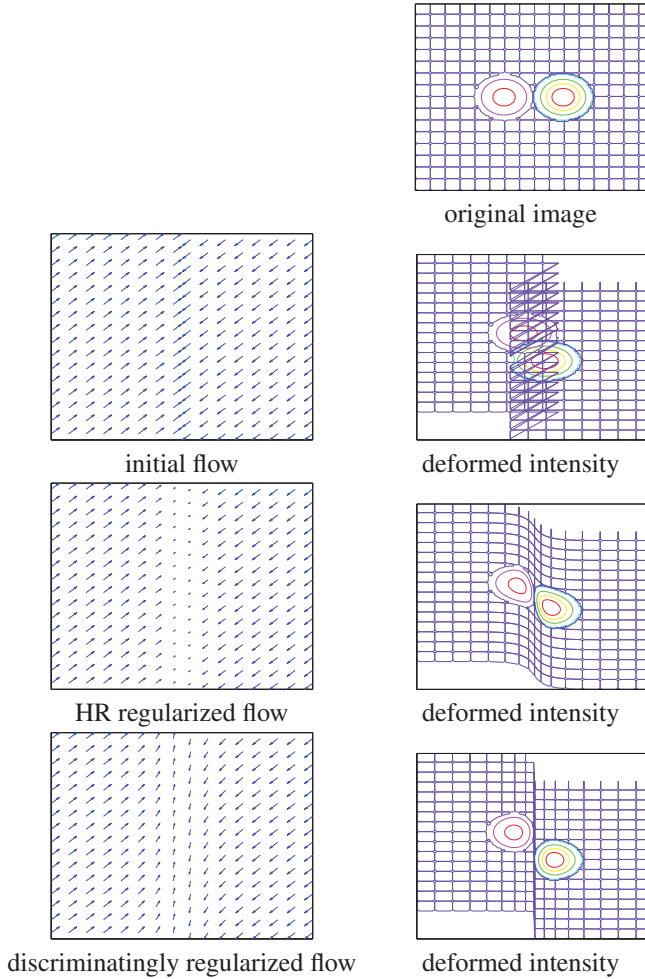 original image
initial flow
deformed intensity
HR regularized flow
deformed intensity
discriminatingly regularized flow
deformed intensity